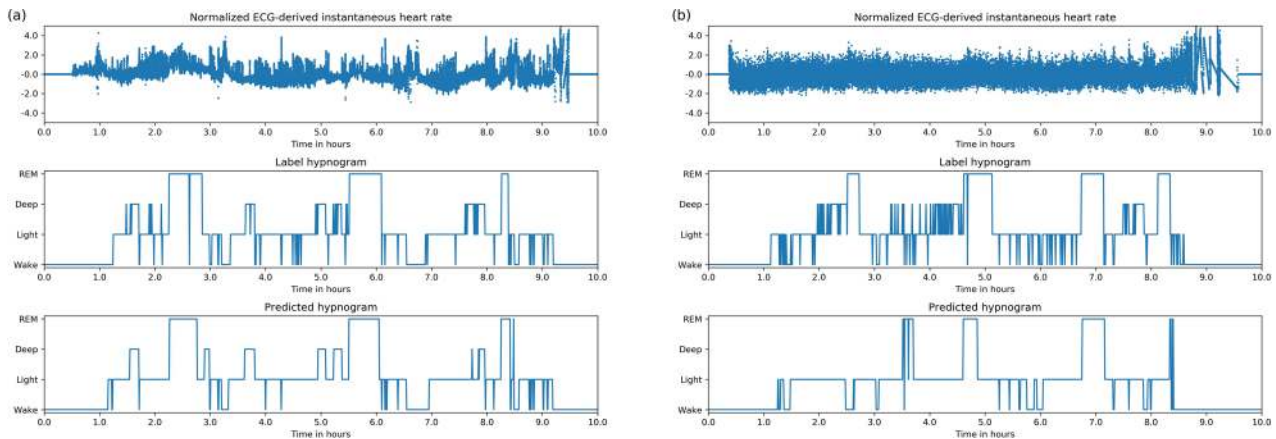 (a)
Normalized ECG-derived instantaneous heart rate
4.0
2.0
-0.0
-2.0
-4.0
0.0 1.0 2.0 3.0 4.0 5.0 6.0 7.0 8.0 9.0 10.0
Time in hours
Label hypnogram
REM
Deep
Light
Wake
0.0 1.0 2.0 3.0 4.0 5.0 6.0 7.0 8.0 9.0 10.0
Time in hours
Predicted hypnogram
REM
Deep
Light
Wake
0.0 1.0 2.0 3.0 4.0 5.0 6.0 7.0 8.0 9.0 10.0
Time in hours
(b)
Normalized ECG-derived instantaneous heart rate
4.0
2.0
-0.0
-2.0
-4.0
0.0 1.0 2.0 3.0 4.0 5.0 6.0 7.0 8.0 9.0 10.0
Time in hours
Label hypnogram
REM
Deep
Light
Wake
0.0 1.0 2.0 3.0 4.0 5.0 6.0 7.0 8.0 9.0 10.0
Time in hours
Predicted hypnogram
REM
Deep
Light
Wake
0.0 1.0 2.0 3.0 4.0 5.0 6.0 7.0 8.0 9.0 10.0
Time in hours